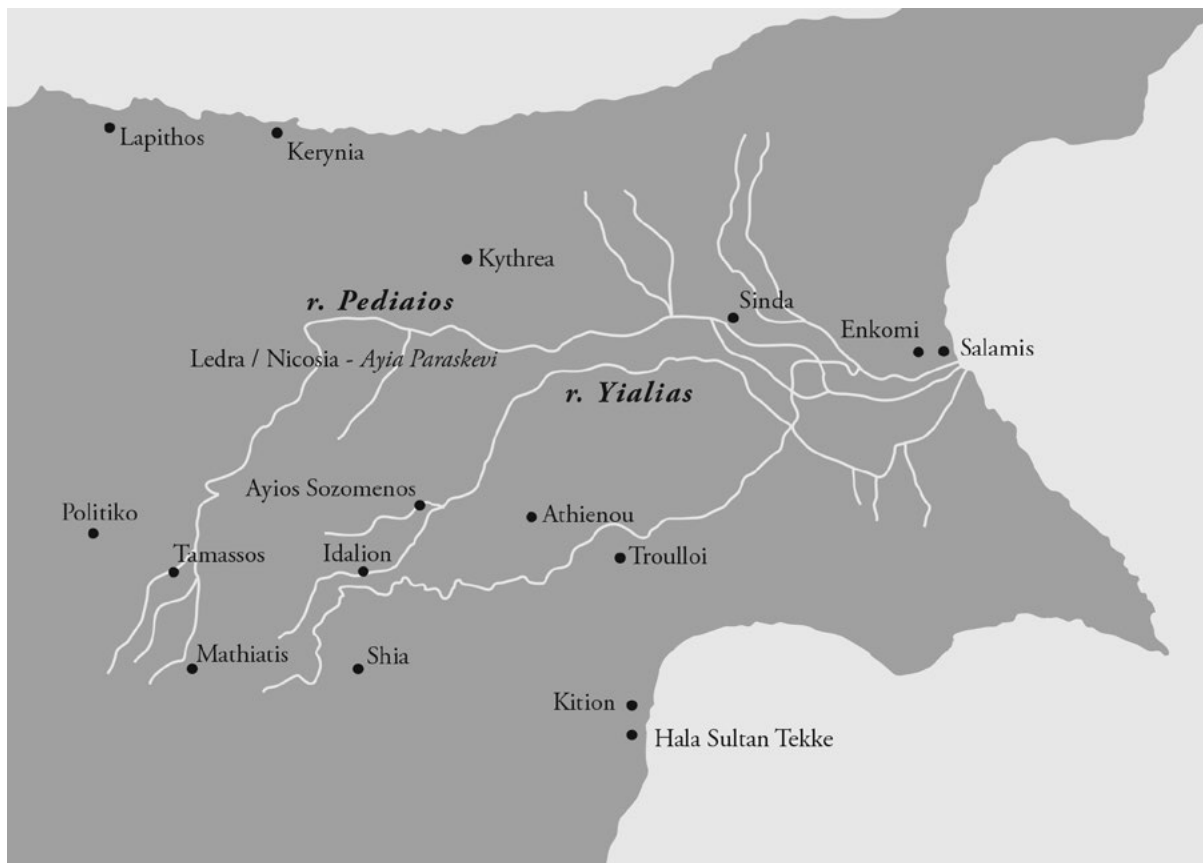 Lapithos
Kerynia
Kythrea
r. Pediaios
Sinda
Enkomi
Salamis
Ledra / Nicosia - Ayia Paraskevi
r. Yialias
Ayios Sozomenos
Politiko
Athienou
Tamassos
Idalion
Troulloi
Mathiatis
Shia
Kition
Hala Sultan Tekke